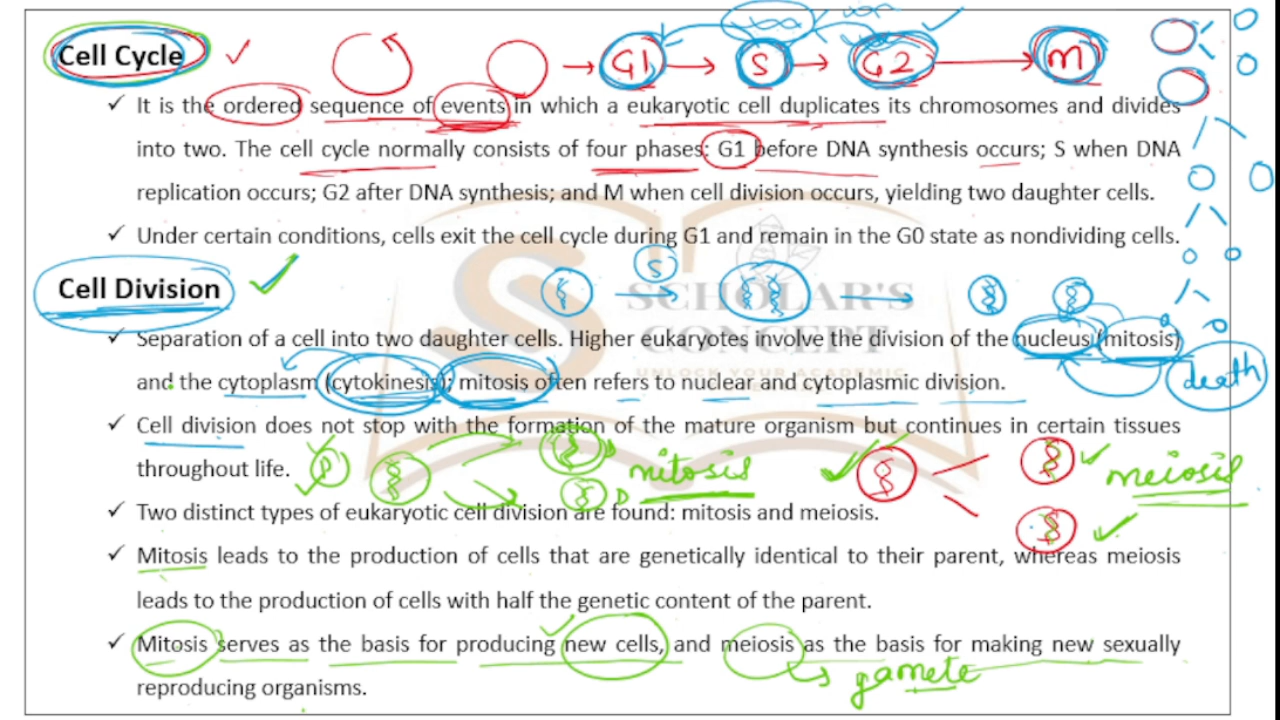 Cell Cycle
G1 S G2 M
✓ It is the ordered sequence of events in which a eukaryotic cell duplicates its chromosomes and divides
into two. The cell cycle normally consists of four phases: G1 before DNA synthesis occurs; S when DNA
replication occurs; G2 after DNA synthesis; and M when cell division occurs, yielding two daughter cells.
✓ Under certain conditions, cells exit the cell cycle during G1 and remain in the G0 state as nondividing cells.
S
Cell Division
SCHOLAR'S
CONCEPT
✓ Separation of a cell into two daughter cells. Higher eukaryotes involve the division of the nucleus (mitosis)
UNLOCK YOUR ACADEMIC
and the cytoplasm (cytokinesis); mitosis often refers to nuclear and cytoplasmic division.
death
✓ Cell division does not stop with the formation of the mature organism but continues in certain tissues
throughout life.
P D mitosis meiosis
D
✓ Two distinct types of eukaryotic cell division are found: mitosis and meiosis.
✓ Mitosis leads to the production of cells that are genetically identical to their parent, whereas meiosis
leads to the production of cells with half the genetic content of the parent.
✓ Mitosis serves as the basis for producing new cells, and meiosis as the basis for making new sexually
reproducing organisms.
gamete